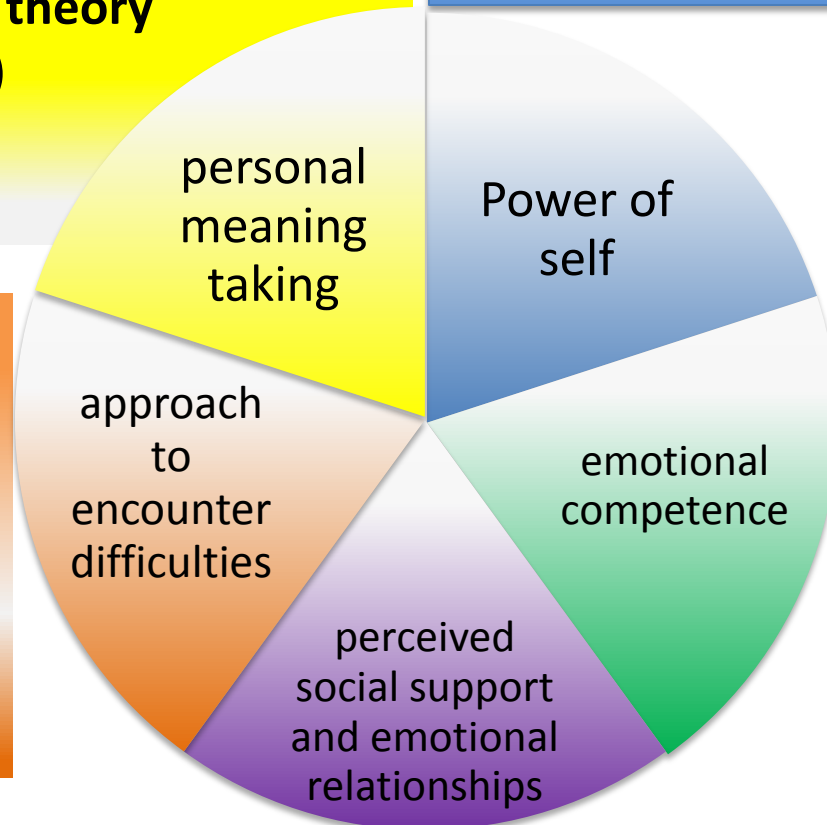 theory
)
personal
meaning
taking
Power of
self
approach
to
encounter
difficulties
emotional
competence
perceived
social support
and emotional
relationships